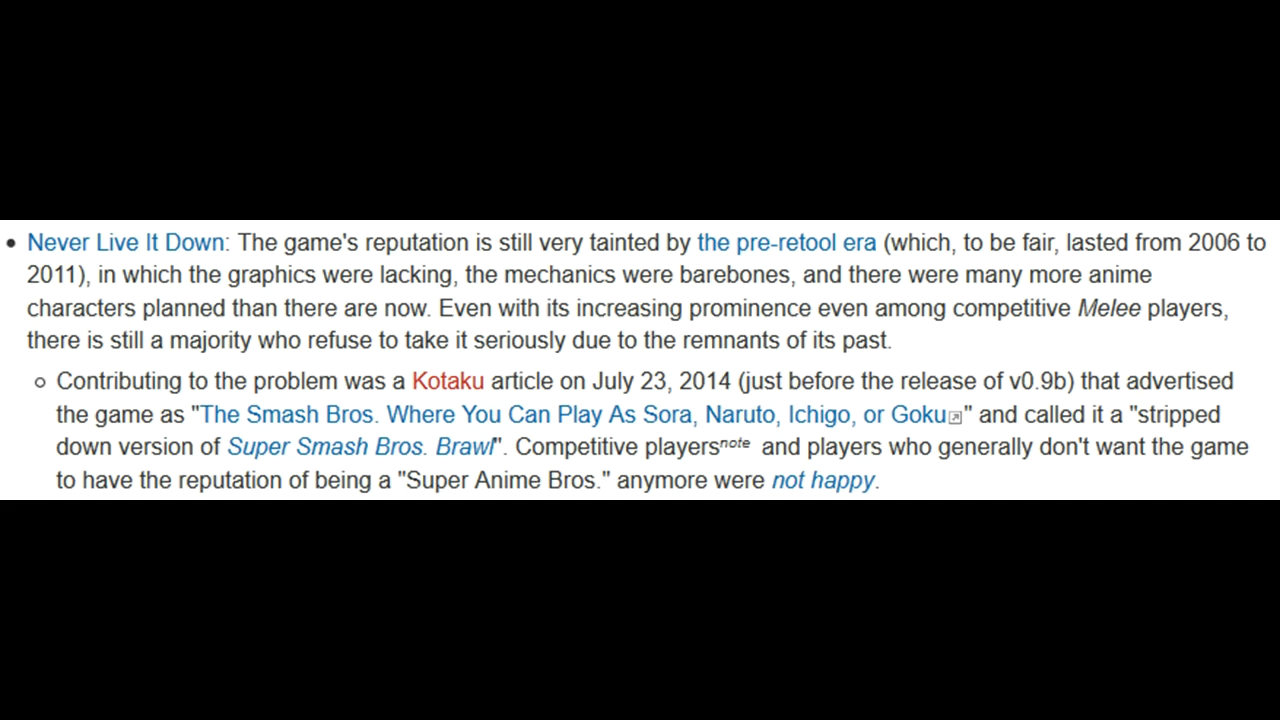 • Never Live It Down: The game's reputation is still very tainted by the pre-retool era (which, to be fair, lasted from 2006 to
2011), in which the graphics were lacking, the mechanics were barebones, and there were many more anime
characters planned than there are now. Even with its increasing prominence even among competitive Melee players,
there is still a majority who refuse to take it seriously due to the remnants of its past.
○ Contributing to the problem was a Kotaku article on July 23, 2014 (just before the release of v0.9b) that advertised
the game as "The Smash Bros. Where You Can Play As Sora, Naruto, Ichigo, or Goku" and called it a "stripped
down version of Super Smash Bros. Brawl". Competitive playersnote and players who generally don't want the game
to have the reputation of being a "Super Anime Bros." anymore were not happy.